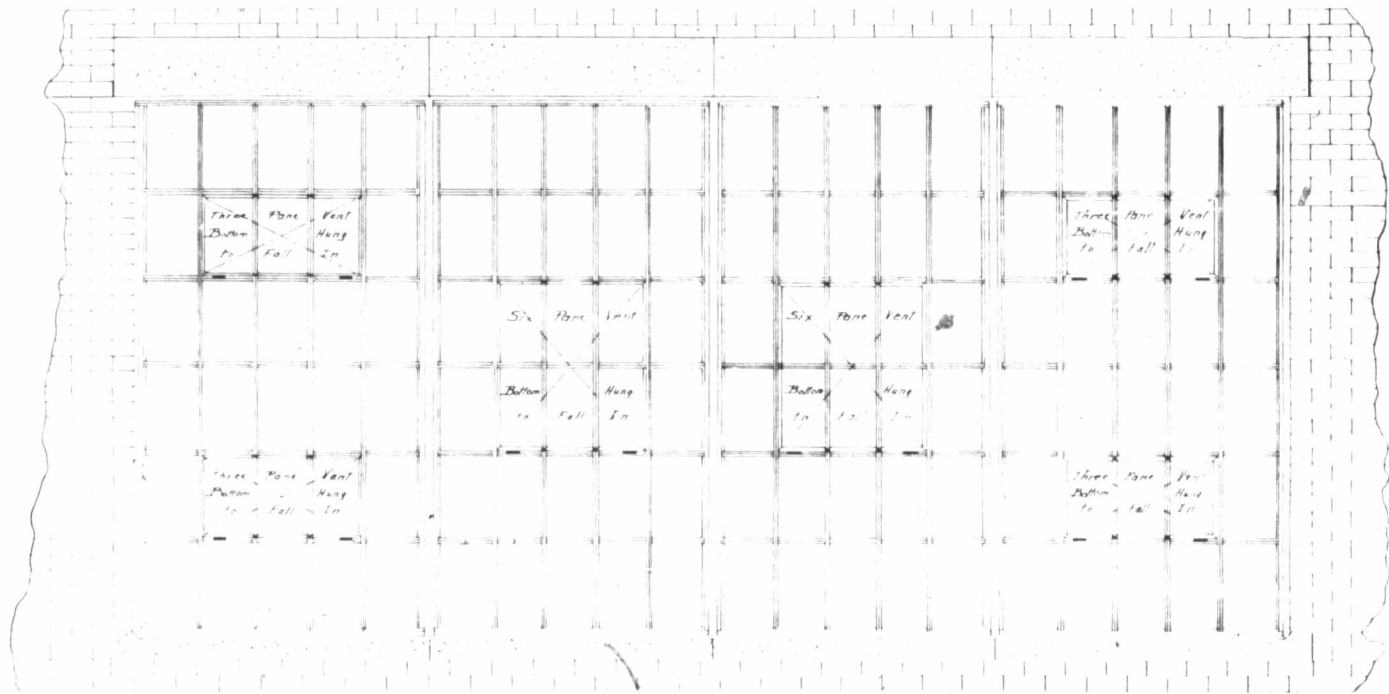 Three Pane Vent
Bottom Hung
to Fall In
Three Pane Vent
Bottom Hung
to Fall In
Six Pane Vent
Bottom Hung
to Fall In
Six Pane Vent
Bottom Hung
to Fall In
Three Pane Vent
Bottom Hung
to Fall In
Three Pane Vent
Bottom Hung
to Fall In